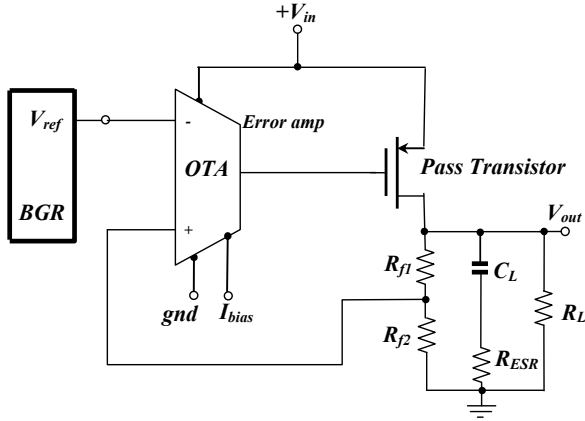 +Vin
Vref
-
Error amp
OTA
Pass Transistor
BGR
+
Vout
Rf1
CL
RL
gnd
Ibias
Rf2
RESR